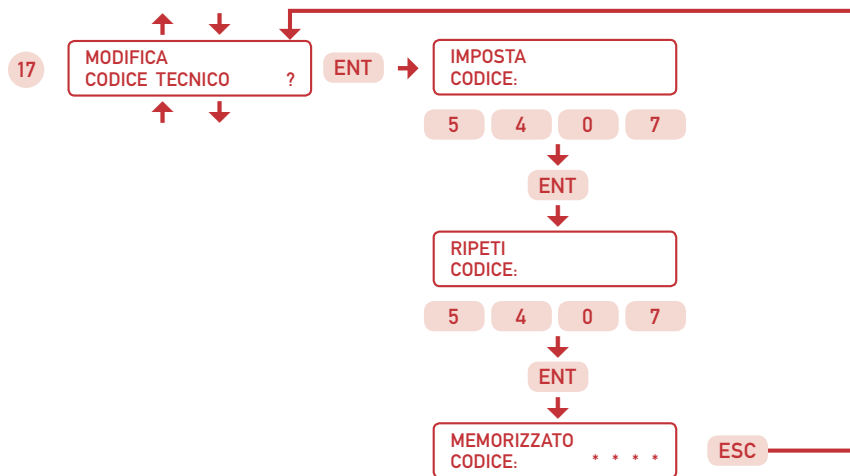 17
MODIFICA
CODICE TECNICO ?
ENT
IMPOSTA
CODICE:
5 4 0 7
ENT
RIPETI
CODICE:
5 4 0 7
ENT
MEMORIZZATO
CODICE: * * * *
ESC